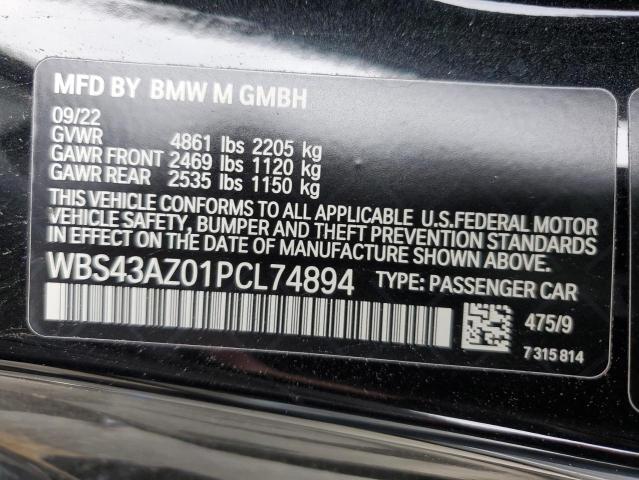 MFD BY BMW M GMBH
09/22
GVWR 4861 lbs 2205 kg
GAWR FRONT 2469 lbs 1120 kg
GAWR REAR 2535 lbs 1150 kg
THIS VEHICLE CONFORMS TO ALL APPLICABLE U.S.FEDERAL MOTOR
VEHICLE SAFETY, BUMPER AND THEFT PREVENTION STANDARDS
IN EFFECT ON THE DATE OF MANUFACTURE SHOWN ABOVE.
WBS43AZ01PCL74894 TYPE: PASSENGER CAR
475/9
7 315 814